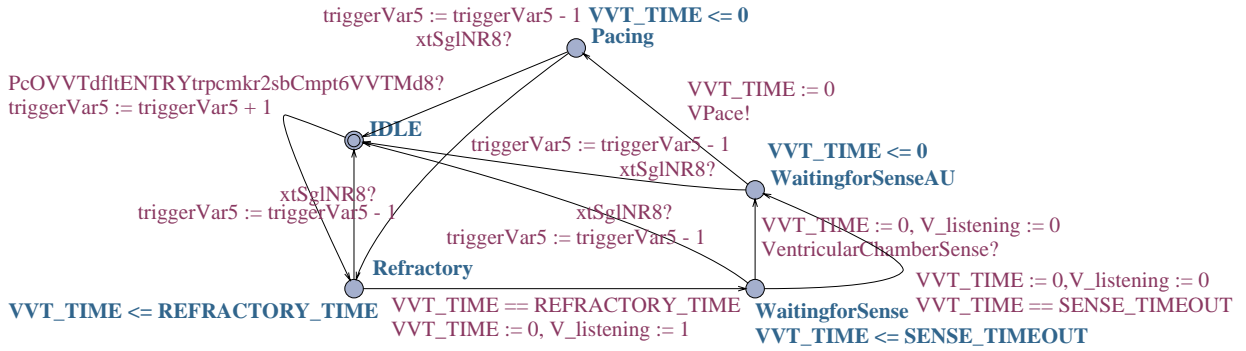 triggerVar5 := triggerVar5 - 1
xtSglNR8?
VVT_TIME <= 0
Pacing
PcOVVTdfltENTRYtrpcmkr2sbCmpt6VVTMd8?
triggerVar5 := triggerVar5 + 1
VVT_TIME := 0
VPace!
IDLE
triggerVar5 := triggerVar5 - 1
xtSglNR8?
VVT_TIME <= 0
WaitingforSenseAU
xtSglNR8?
triggerVar5 := triggerVar5 - 1
xtSglNR8?
triggerVar5 := triggerVar5 - 1
VVT_TIME := 0, V_listening := 0
VentricularChamberSense?
Refractory
VVT_TIME <= REFRACTORY_TIME
VVT_TIME == REFRACTORY_TIME
VVT_TIME := 0, V_listening := 1
WaitingforSense
VVT_TIME <= SENSE_TIMEOUT
VVT_TIME := 0,V_listening := 0
VVT_TIME == SENSE_TIMEOUT